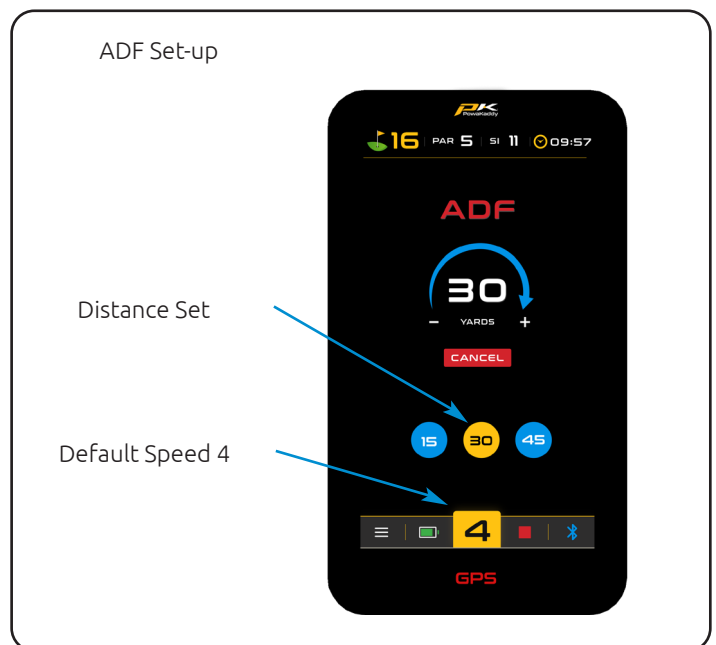 ADF Set-up
PK
PowaKaddy
16 PAR 5 SI 11 09:57
ADF
30
- YARDS +
CANCEL
Distance Set
15 30 45
Default Speed 4
4
GPS